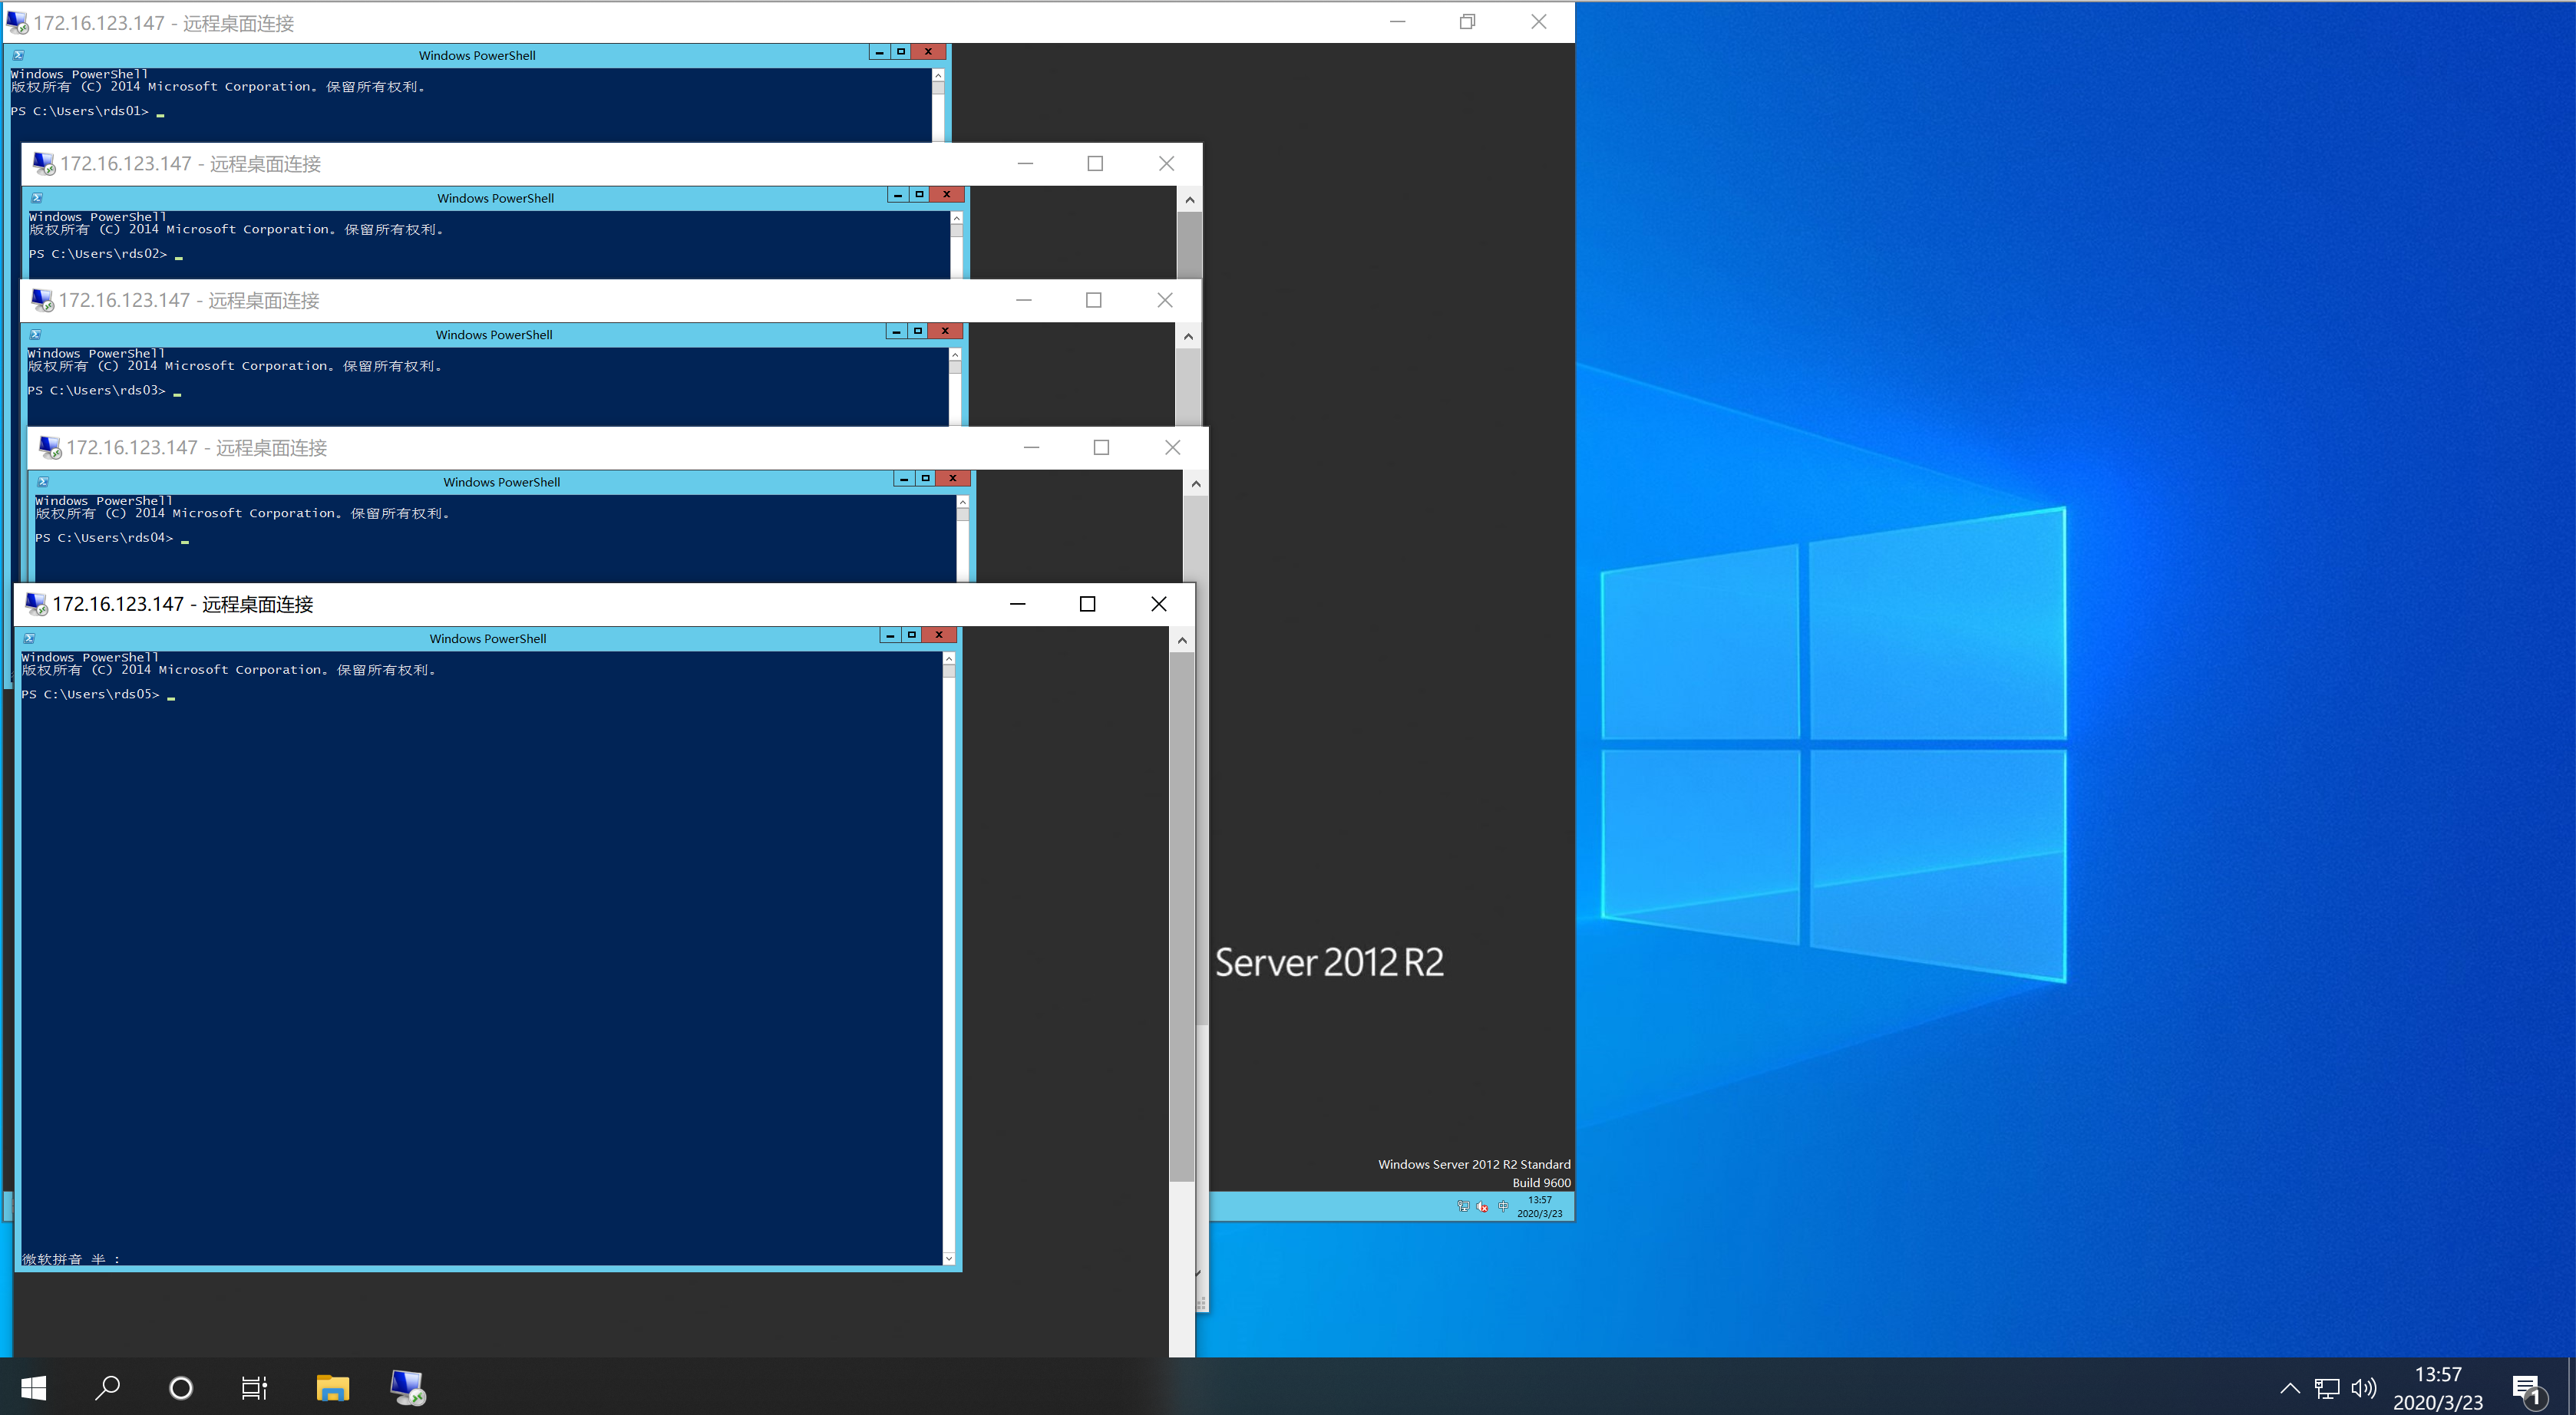 172.16.123.147 - 远程桌面连接
Windows PowerShell
Windows PowerShell
版权所有 (C) 2014 Microsoft Corporation。保留所有权利。
PS C:\Users\rds01>
172.16.123.147 - 远程桌面连接
Windows PowerShell
Windows PowerShell
版权所有 (C) 2014 Microsoft Corporation。保留所有权利。
PS C:\Users\rds02>
172.16.123.147 - 远程桌面连接
Windows PowerShell
Windows PowerShell
版权所有 (C) 2014 Microsoft Corporation。保留所有权利。
PS C:\Users\rds03>
172.16.123.147 - 远程桌面连接
Windows PowerShell
Windows PowerShell
版权所有 (C) 2014 Microsoft Corporation。保留所有权利。
PS C:\Users\rds04>
172.16.123.147 - 远程桌面连接
Windows PowerShell
Windows PowerShell
版权所有 (C) 2014 Microsoft Corporation。保留所有权利。
PS C:\Users\rds05>
微软拼音 半 :
Server 2012 R2
Windows Server 2012 R2 Standard
Build 9600
中
13:57
2020/3/23
13:57
2020/3/23
1